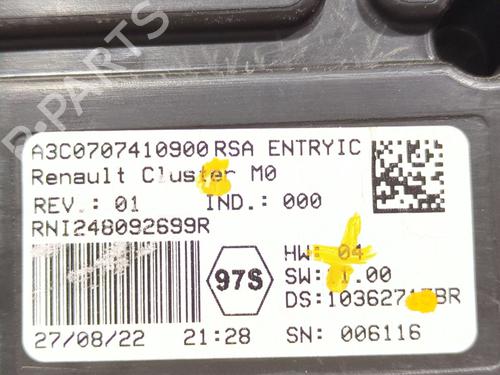 B-PARTS
A3C0707410900 RSA ENTRYIC
Renault Cluster M0
REV.: 01 IND.: 000
RNI248092699R
97S
HW: 04
SN: 006116
27/08/22 21:28